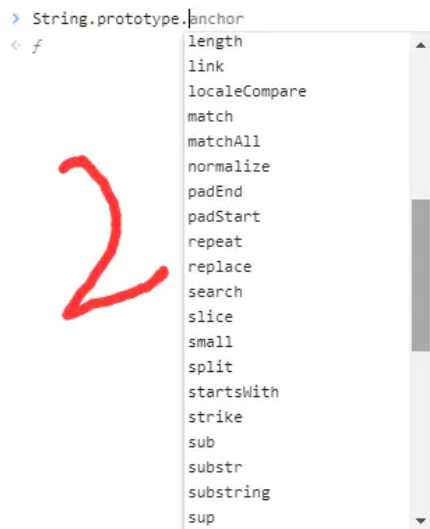 > String.prototype.anchor
<· f
length
link
localeCompare
match
matchAll
normalize
padEnd
padStart
repeat
replace
search
slice
small
split
startsWith
strike
sub
substr
substring
sup
2